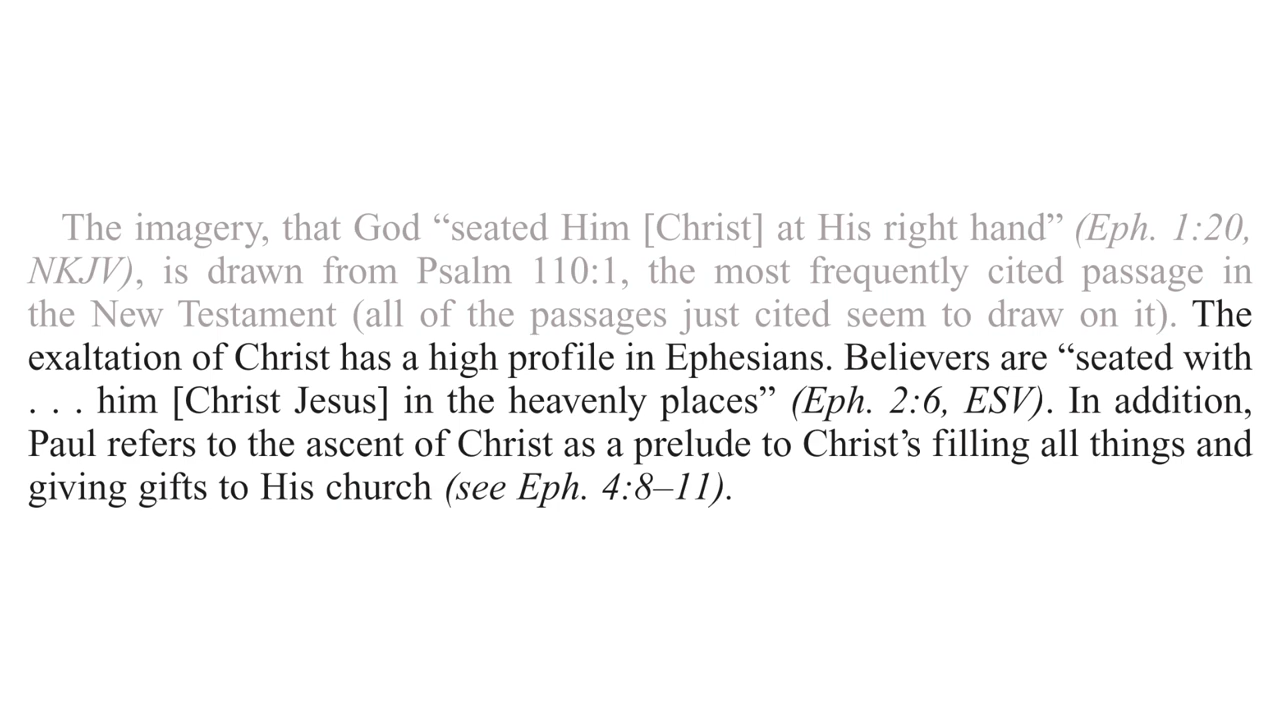 The imagery, that God “seated Him [Christ] at His right hand” (Eph. 1:20,
NKJV), is drawn from Psalm 110:1, the most frequently cited passage in
the New Testament (all of the passages just cited seem to draw on it). The
exaltation of Christ has a high profile in Ephesians. Believers are “seated with
. . . him [Christ Jesus] in the heavenly places” (Eph. 2:6, ESV). In addition,
Paul refers to the ascent of Christ as a prelude to Christ’s filling all things and
giving gifts to His church (see Eph. 4:8–11).